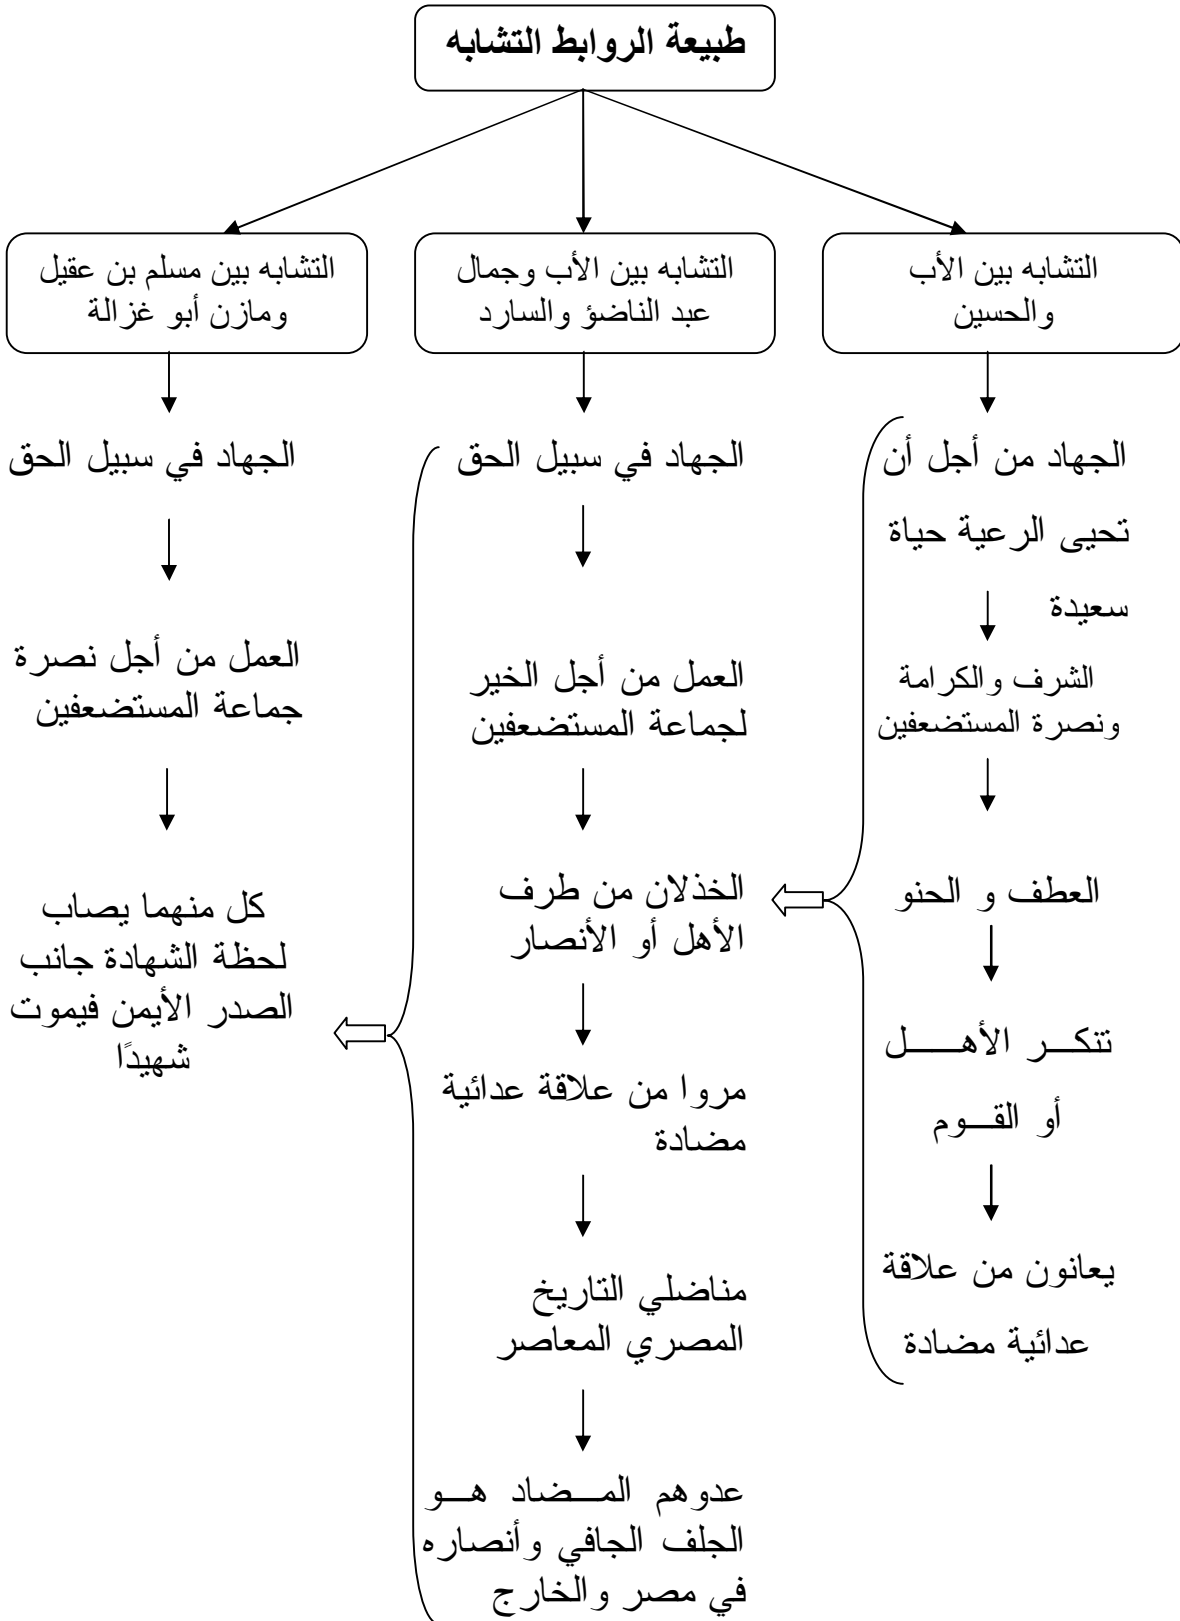 طبيعة الروابط التشابه
التشابه بين الأب
والحسين
الجهاد من أجل أن
تحيى الرعية حياة
سعيدة
الشرف والكرامة
ونصرة المستضعفين
العطف و الحنو
تتكر الأهل
أو القوم
يعانون من علاقة
عدائية مضادة
التشابه بين الأب وجمال
عبد الناضؤ والسارد
الجهاد في سبيل الحق
العمل من أجل الخير
لجماعة المستضعفين
الخذلان من طرف
الأهل أو الأنصار
مروا من علاقة عدائية
مضادة
مناضلي التاريخ
المصري المعاصر
عدوهم المضاد هو
الجلف الجافي وأنصاره
في مصر والخارج
التشابه بين مسلم بن عقيل
ومازن أبو غزالة
الجهاد في سبيل الحق
العمل من أجل نصرة
جماعة المستضعفين
كل منهما يصاب
لحظة الشهادة جانب
الصدر الأيمن فيموت
شهيدًا